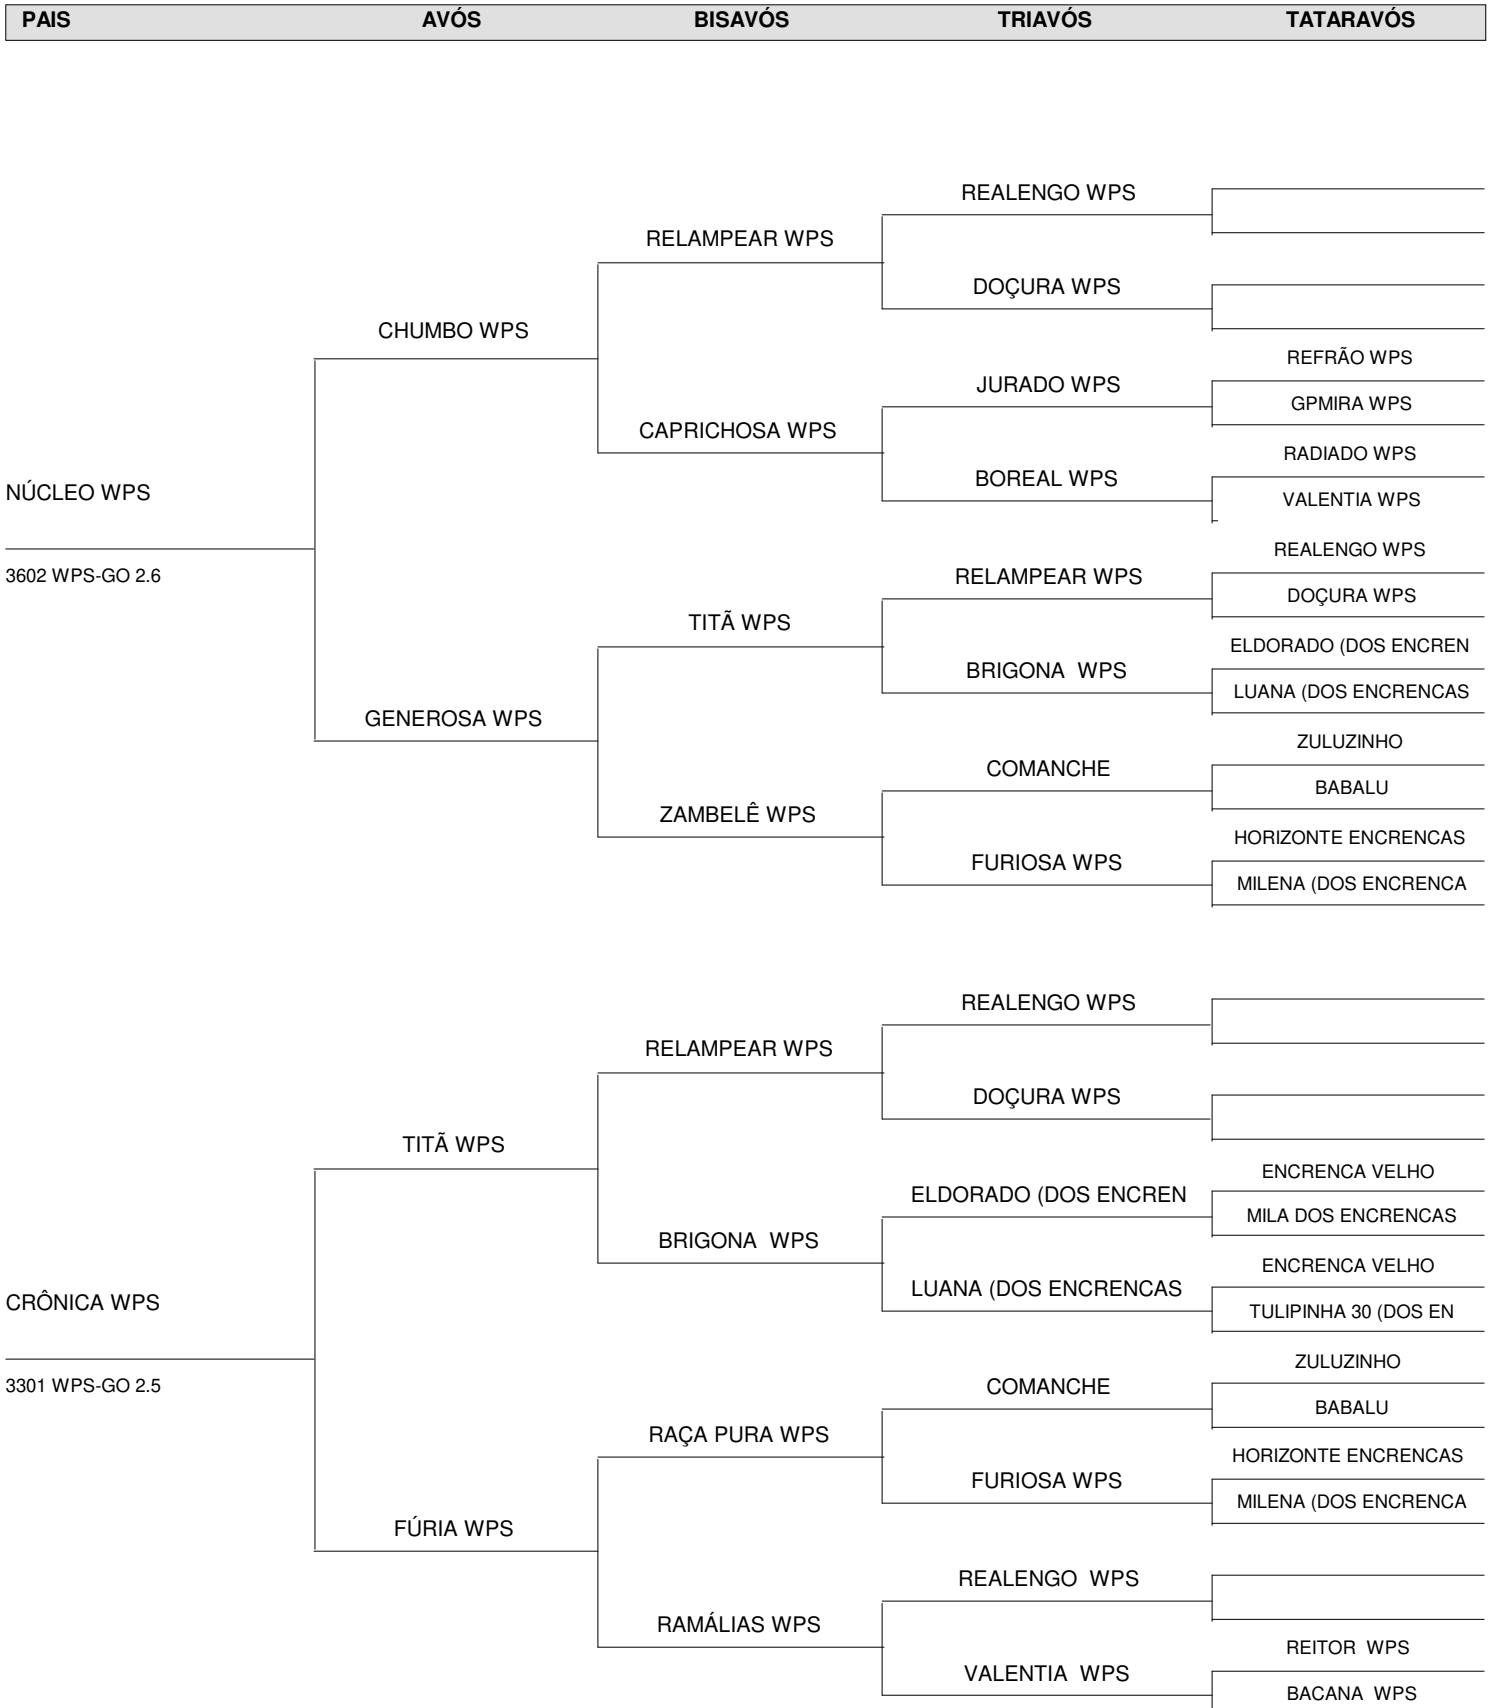 PAIS AVÓS BISAVÓS TRIAVÓS TATARAVÓS
REALENGO WPS
RELAMPEAR WPS
DOÇURA WPS
CHUMBO WPS
REFRÃO WPS
JURADO WPS
GPMIRA WPS
CAPRICHOSA WPS
RADIADO WPS
BOREAL WPS
NÚCLEO WPS
VALENTIA WPS
REALENGO WPS
3602 WPS-GO 2.6
RELAMPEAR WPS
DOÇURA WPS
TITÃ WPS
ELDORADO (DOS ENCREN
BRIGONA WPS
LUANA (DOS ENCRENCAS
GENEROSA WPS
ZULUZINHO
COMANCHE
BABALU
ZAMBELÊ WPS
HORIZONTE ENCRENCAS
FURIOSA WPS
MILENA (DOS ENCRENCA
REALENGO WPS
RELAMPEAR WPS
DOÇURA WPS
TITÃ WPS
ENCRENCA VELHO
ELDORADO (DOS ENCREN
MILA DOS ENCRENCAS
BRIGONA WPS
ENCRENCA VELHO
LUANA (DOS ENCRENCAS
CRÔNICA WPS
TULIPINHA 30 (DOS EN
ZULUZINHO
3301 WPS-GO 2.5
COMANCHE
BABALU
RAÇA PURA WPS
HORIZONTE ENCRENCAS
FURIOSA WPS
MILENA (DOS ENCRENCA
FÚRIA WPS
REALENGO WPS
RAMÁLIAS WPS
REITOR WPS
VALENTIA WPS
BACANA WPS